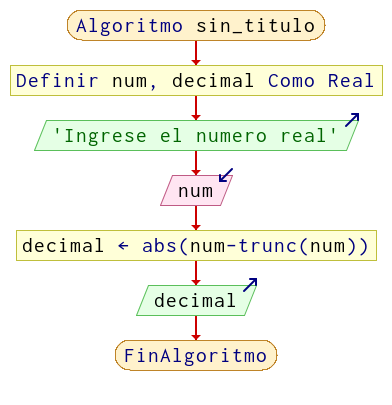 Algoritmo sin_titulo
Definir num, decimal Como Real
'Ingrese el numero real'
num
decimal ← abs(num-trunc(num))
decimal
FinAlgoritmo